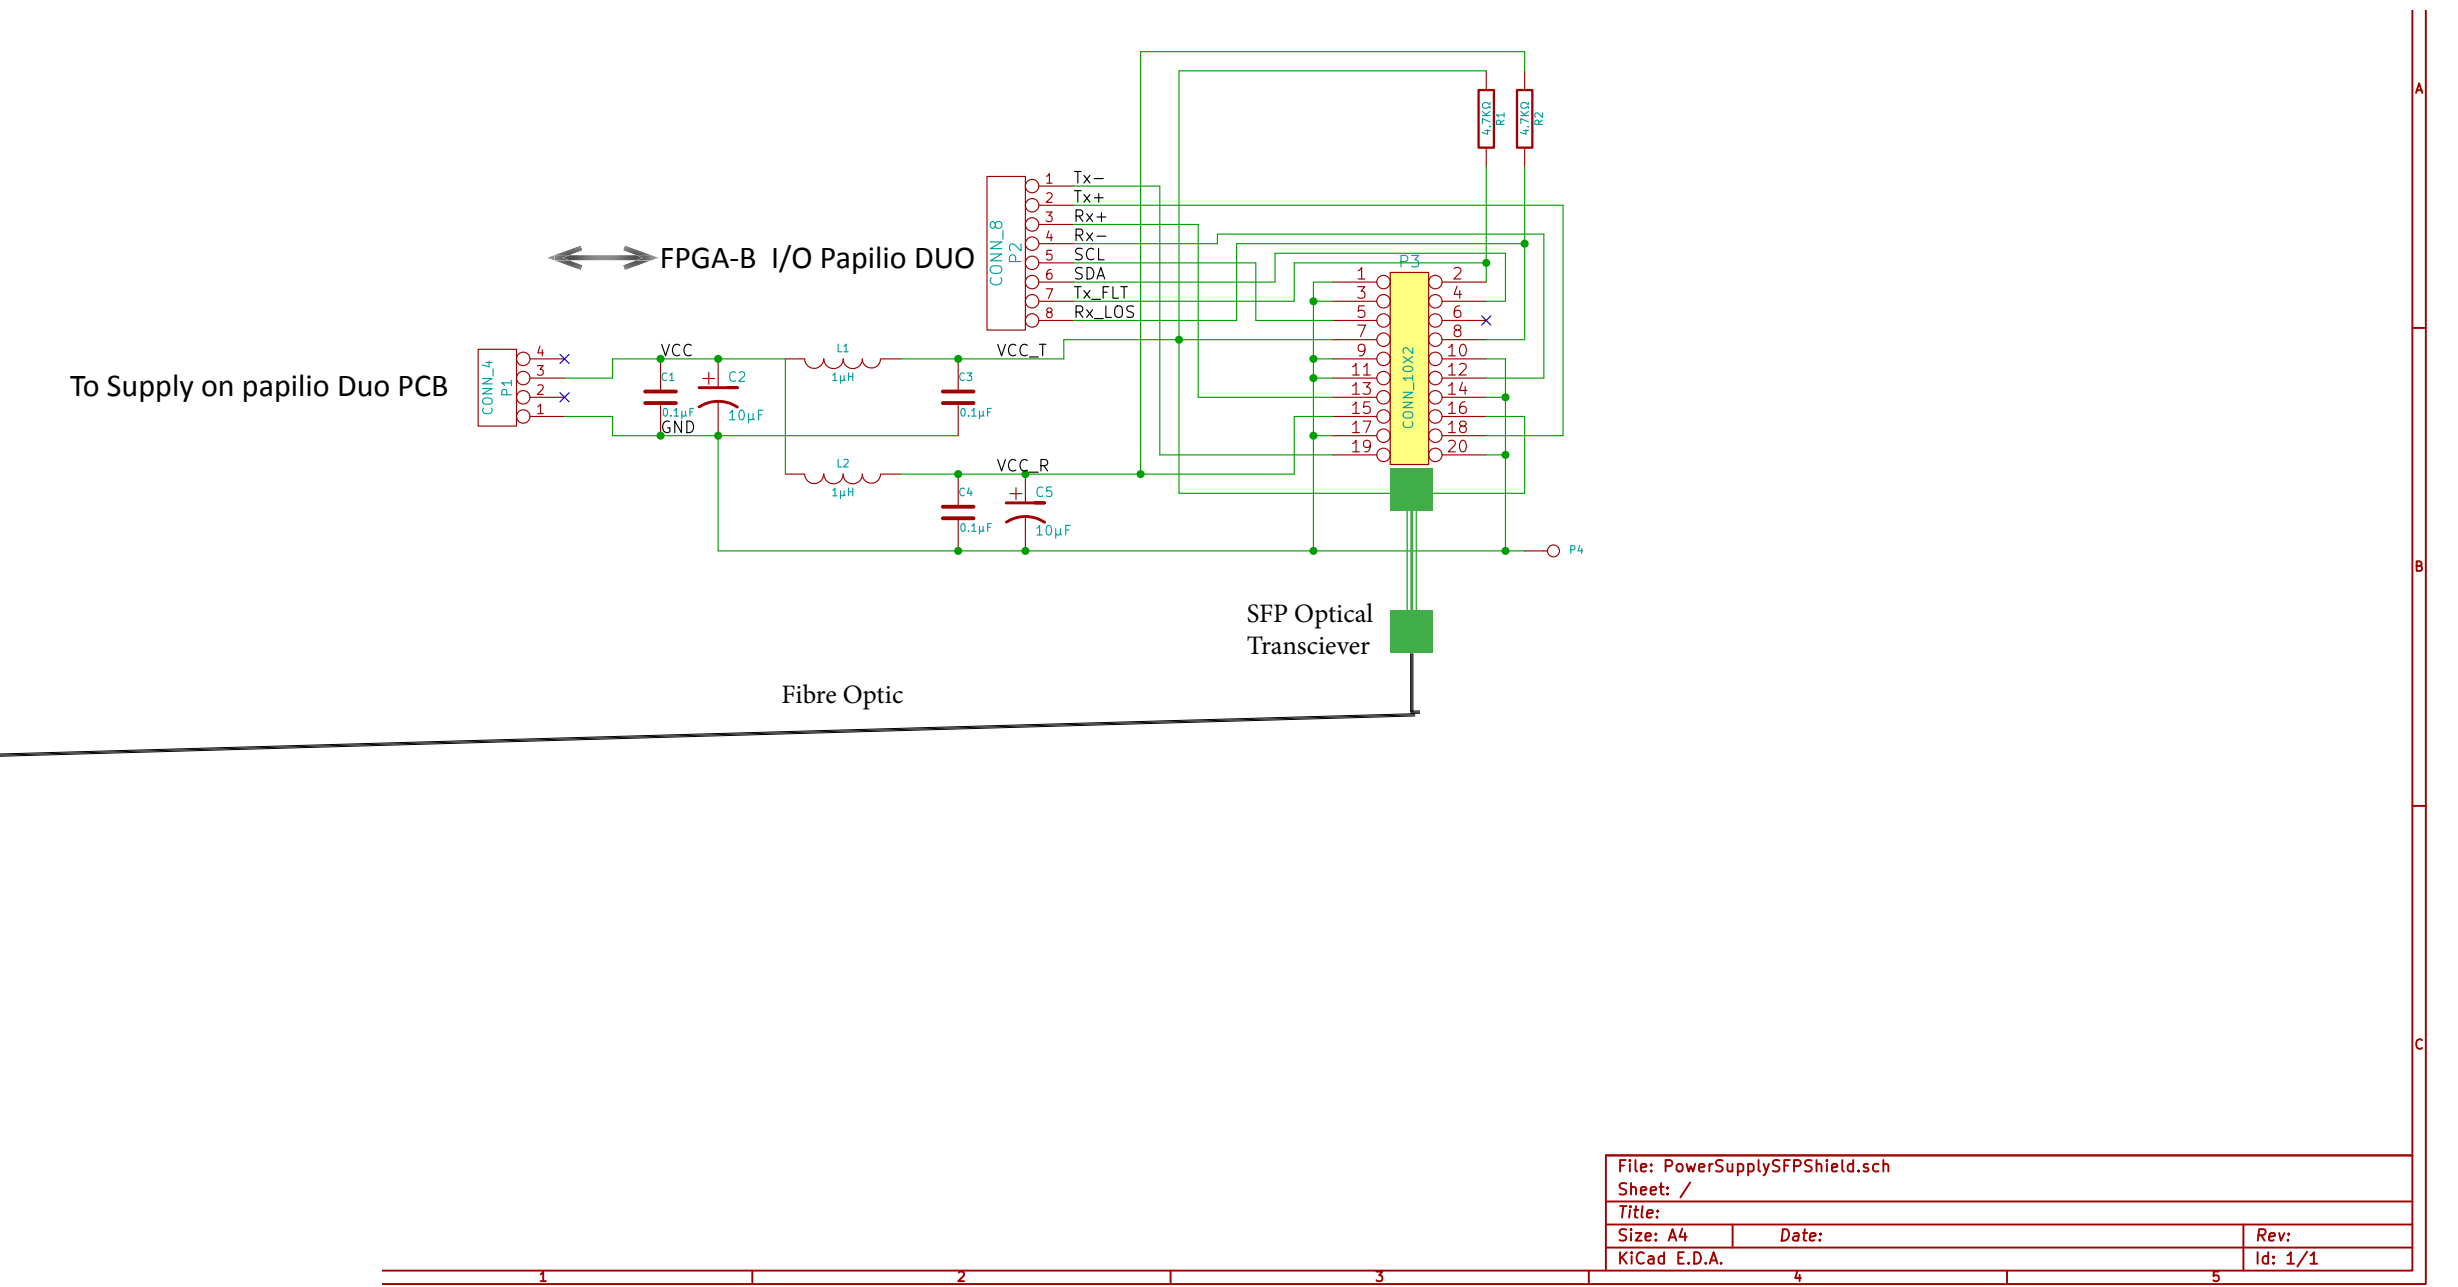 A
4.7KΩ
R1
4.7KΩ
R2
CONN_8
P2
1 Tx-
2 Tx+
3 Rx+
4 Rx-
5 SCL
6 SDA
7 Tx_FLT
8 Rx_LOS
FPGA-B I/O Papilio DUO
P3
CONN_10X2
1 2
3 4
5 6
7 8
9 10
11 12
13 14
15 16
17 18
19 20
To Supply on papilio Duo PCB
CONN_4
P1
4
3
2
1
VCC
C1
0.1µF
GND
C2
10µF
L1
1µH
C3
0.1µF
VCC_T
L2
1µH
VCC_R
C4
0.1µF
C5
10µF
P4
B
SFP Optical
Transciever
Fibre Optic
C
File: PowerSupplySFPShield.sch
Sheet: /
Title:
Size: A4 Date: Rev:
KiCad E.D.A. Id: 1/1
1 2 3 4 5